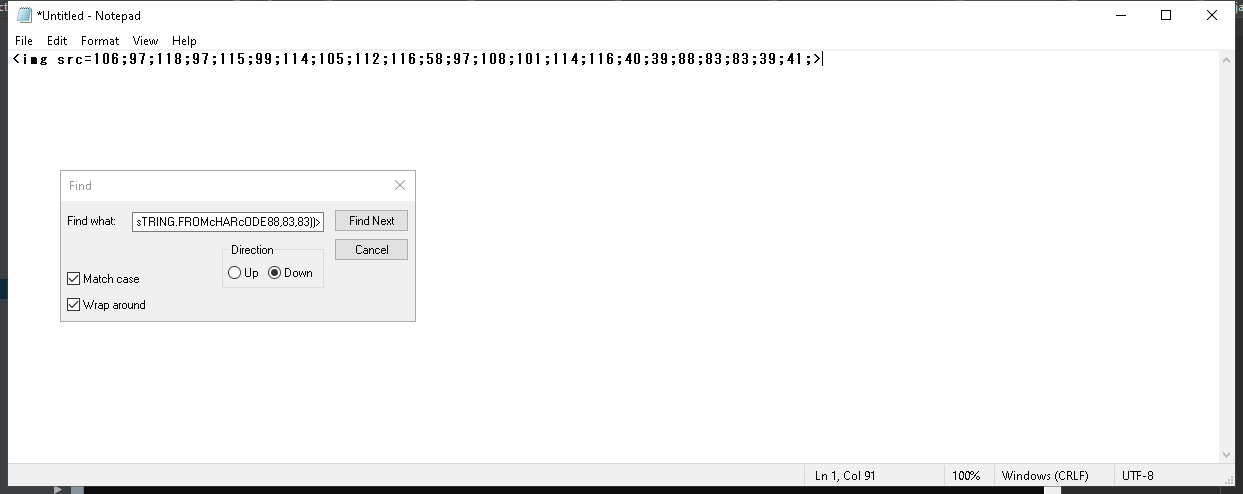 *Untitled - Notepad
File Edit Format View Help
<img src=106;97;118;97;115;99;114;105;112;116;58;97;108;101;114;116;40;39;88;83;83;39;41;>
Find
Find what: sTRING.FROMcHARcODE88,83,83))> Find Next
Direction Cancel
Up Down
Match case
Wrap around
Ln 1, Col 91 100% Windows (CRLF) UTF-8